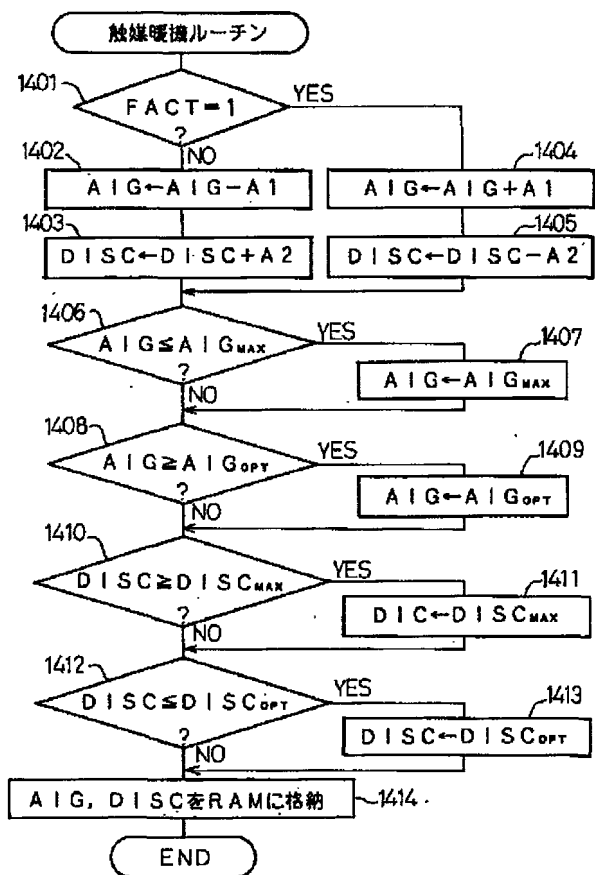 触媒暖機ルーチン
1401
FACT=1
?
YES
NO
1402
AIG←AIG-A1
1404
AIG←AIG+A1
1403
DISC←DISC+A2
1405
DISC←DISC-A2
1406
AIG≤AIGMAX
?
YES
NO
1407
AIG←AIGMAX
1408
AIG≧AIGOPT
?
YES
NO
1409
AIG←AIGOPT
1410
DISC≧DISCMAX
?
YES
NO
1411
DIC←DISCMAX
1412
DISC≤DISCOPT
?
YES
NO
1413
DISC←DISCOPT
AIG,DISCをRAMに格納
1414
END